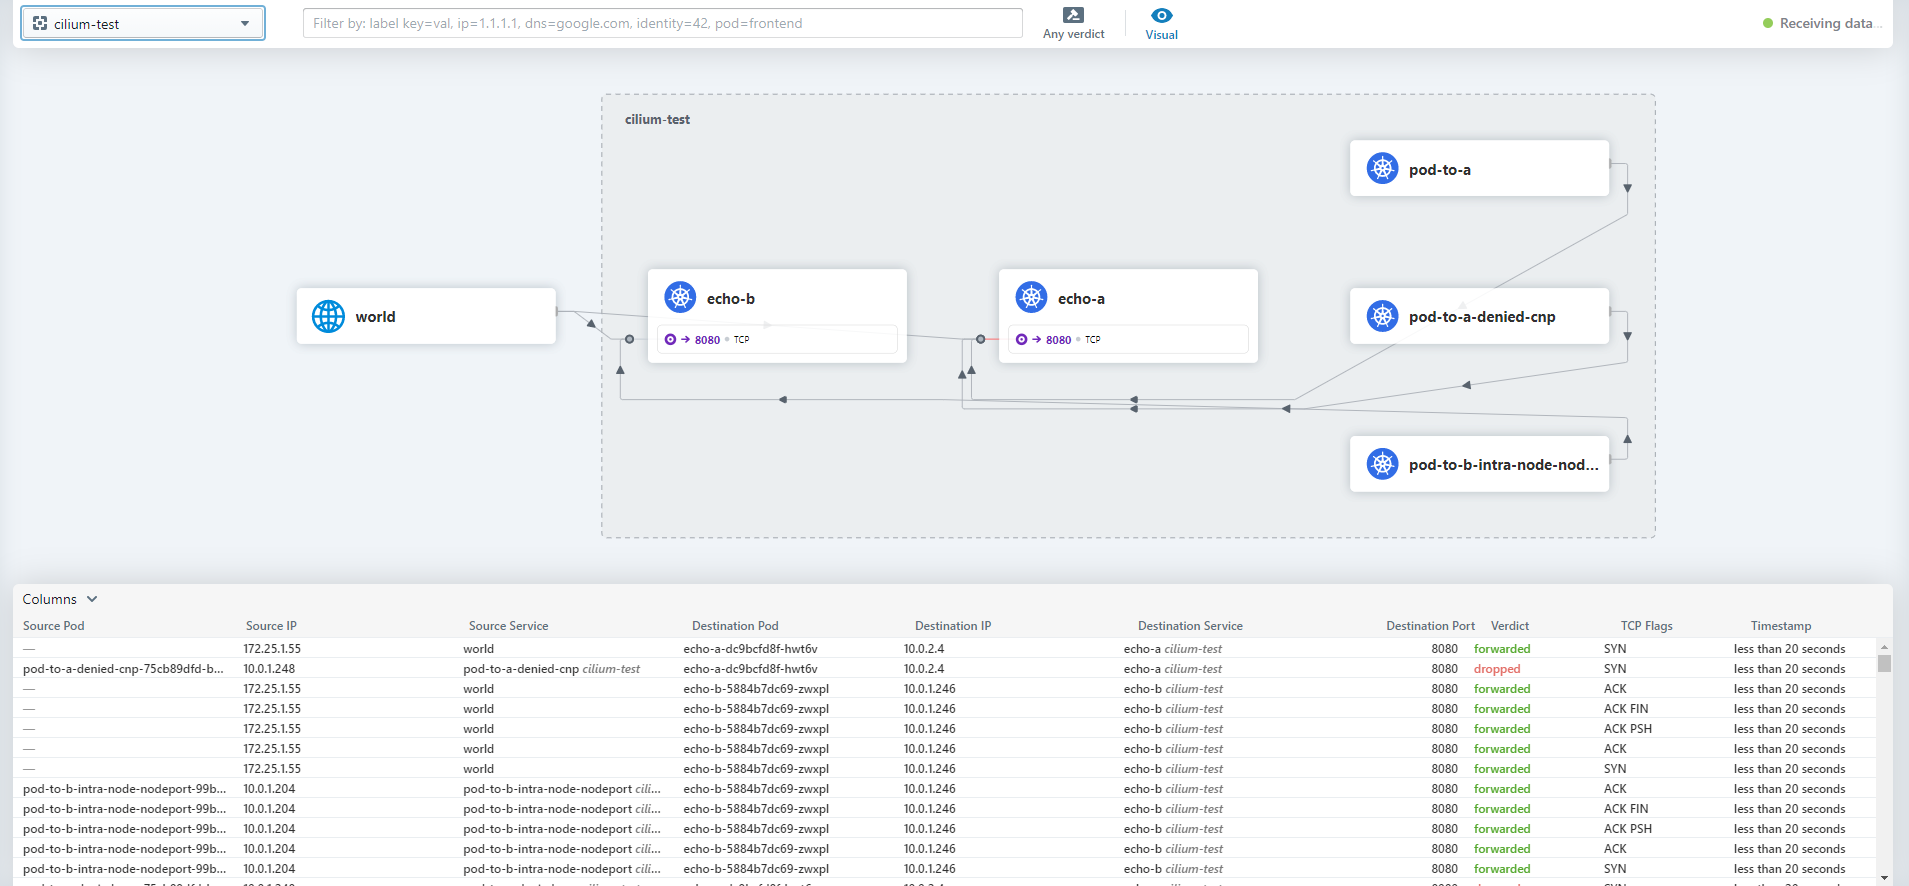 cilium-test
Filter by: label key=val, ip=1.1.1.1, dns=google.com, identity=42, pod=frontend
Any verdict
Visual
Receiving data...
cilium-test
pod-to-a
world
echo-b
→ 8080 • TCP
echo-a
→ 8080 • TCP
pod-to-a-denied-cnp
pod-to-b-intra-node-nod...
Columns
Source Pod Source IP Source Service Destination Pod Destination IP Destination Service Destination Port Verdict TCP Flags Timestamp
— 172.25.1.55 world echo-a-dc9bcfd8f-hwt6v 10.0.2.4 echo-a cilium-test 8080 forwarded SYN less than 20 seconds
pod-to-a-denied-cnp-75cb89dfd-b... 10.0.1.248 pod-to-a-denied-cnp cilium-test echo-a-dc9bcfd8f-hwt6v 10.0.2.4 echo-a cilium-test 8080 dropped SYN less than 20 seconds
— 172.25.1.55 world echo-b-5884b7dc69-zwxpl 10.0.1.246 echo-b cilium-test 8080 forwarded ACK less than 20 seconds
— 172.25.1.55 world echo-b-5884b7dc69-zwxpl 10.0.1.246 echo-b cilium-test 8080 forwarded ACK FIN less than 20 seconds
— 172.25.1.55 world echo-b-5884b7dc69-zwxpl 10.0.1.246 echo-b cilium-test 8080 forwarded ACK PSH less than 20 seconds
— 172.25.1.55 world echo-b-5884b7dc69-zwxpl 10.0.1.246 echo-b cilium-test 8080 forwarded ACK less than 20 seconds
— 172.25.1.55 world echo-b-5884b7dc69-zwxpl 10.0.1.246 echo-b cilium-test 8080 forwarded SYN less than 20 seconds
pod-to-b-intra-node-nodeport-99b... 10.0.1.204 pod-to-b-intra-node-nodeport cili... echo-b-5884b7dc69-zwxpl 10.0.1.246 echo-b cilium-test 8080 forwarded ACK less than 20 seconds
pod-to-b-intra-node-nodeport-99b... 10.0.1.204 pod-to-b-intra-node-nodeport cili... echo-b-5884b7dc69-zwxpl 10.0.1.246 echo-b cilium-test 8080 forwarded ACK FIN less than 20 seconds
pod-to-b-intra-node-nodeport-99b... 10.0.1.204 pod-to-b-intra-node-nodeport cili... echo-b-5884b7dc69-zwxpl 10.0.1.246 echo-b cilium-test 8080 forwarded ACK PSH less than 20 seconds
pod-to-b-intra-node-nodeport-99b... 10.0.1.204 pod-to-b-intra-node-nodeport cili... echo-b-5884b7dc69-zwxpl 10.0.1.246 echo-b cilium-test 8080 forwarded ACK less than 20 seconds
pod-to-b-intra-node-nodeport-99b... 10.0.1.204 pod-to-b-intra-node-nodeport cili... echo-b-5884b7dc69-zwxpl 10.0.1.246 echo-b cilium-test 8080 forwarded SYN less than 20 seconds